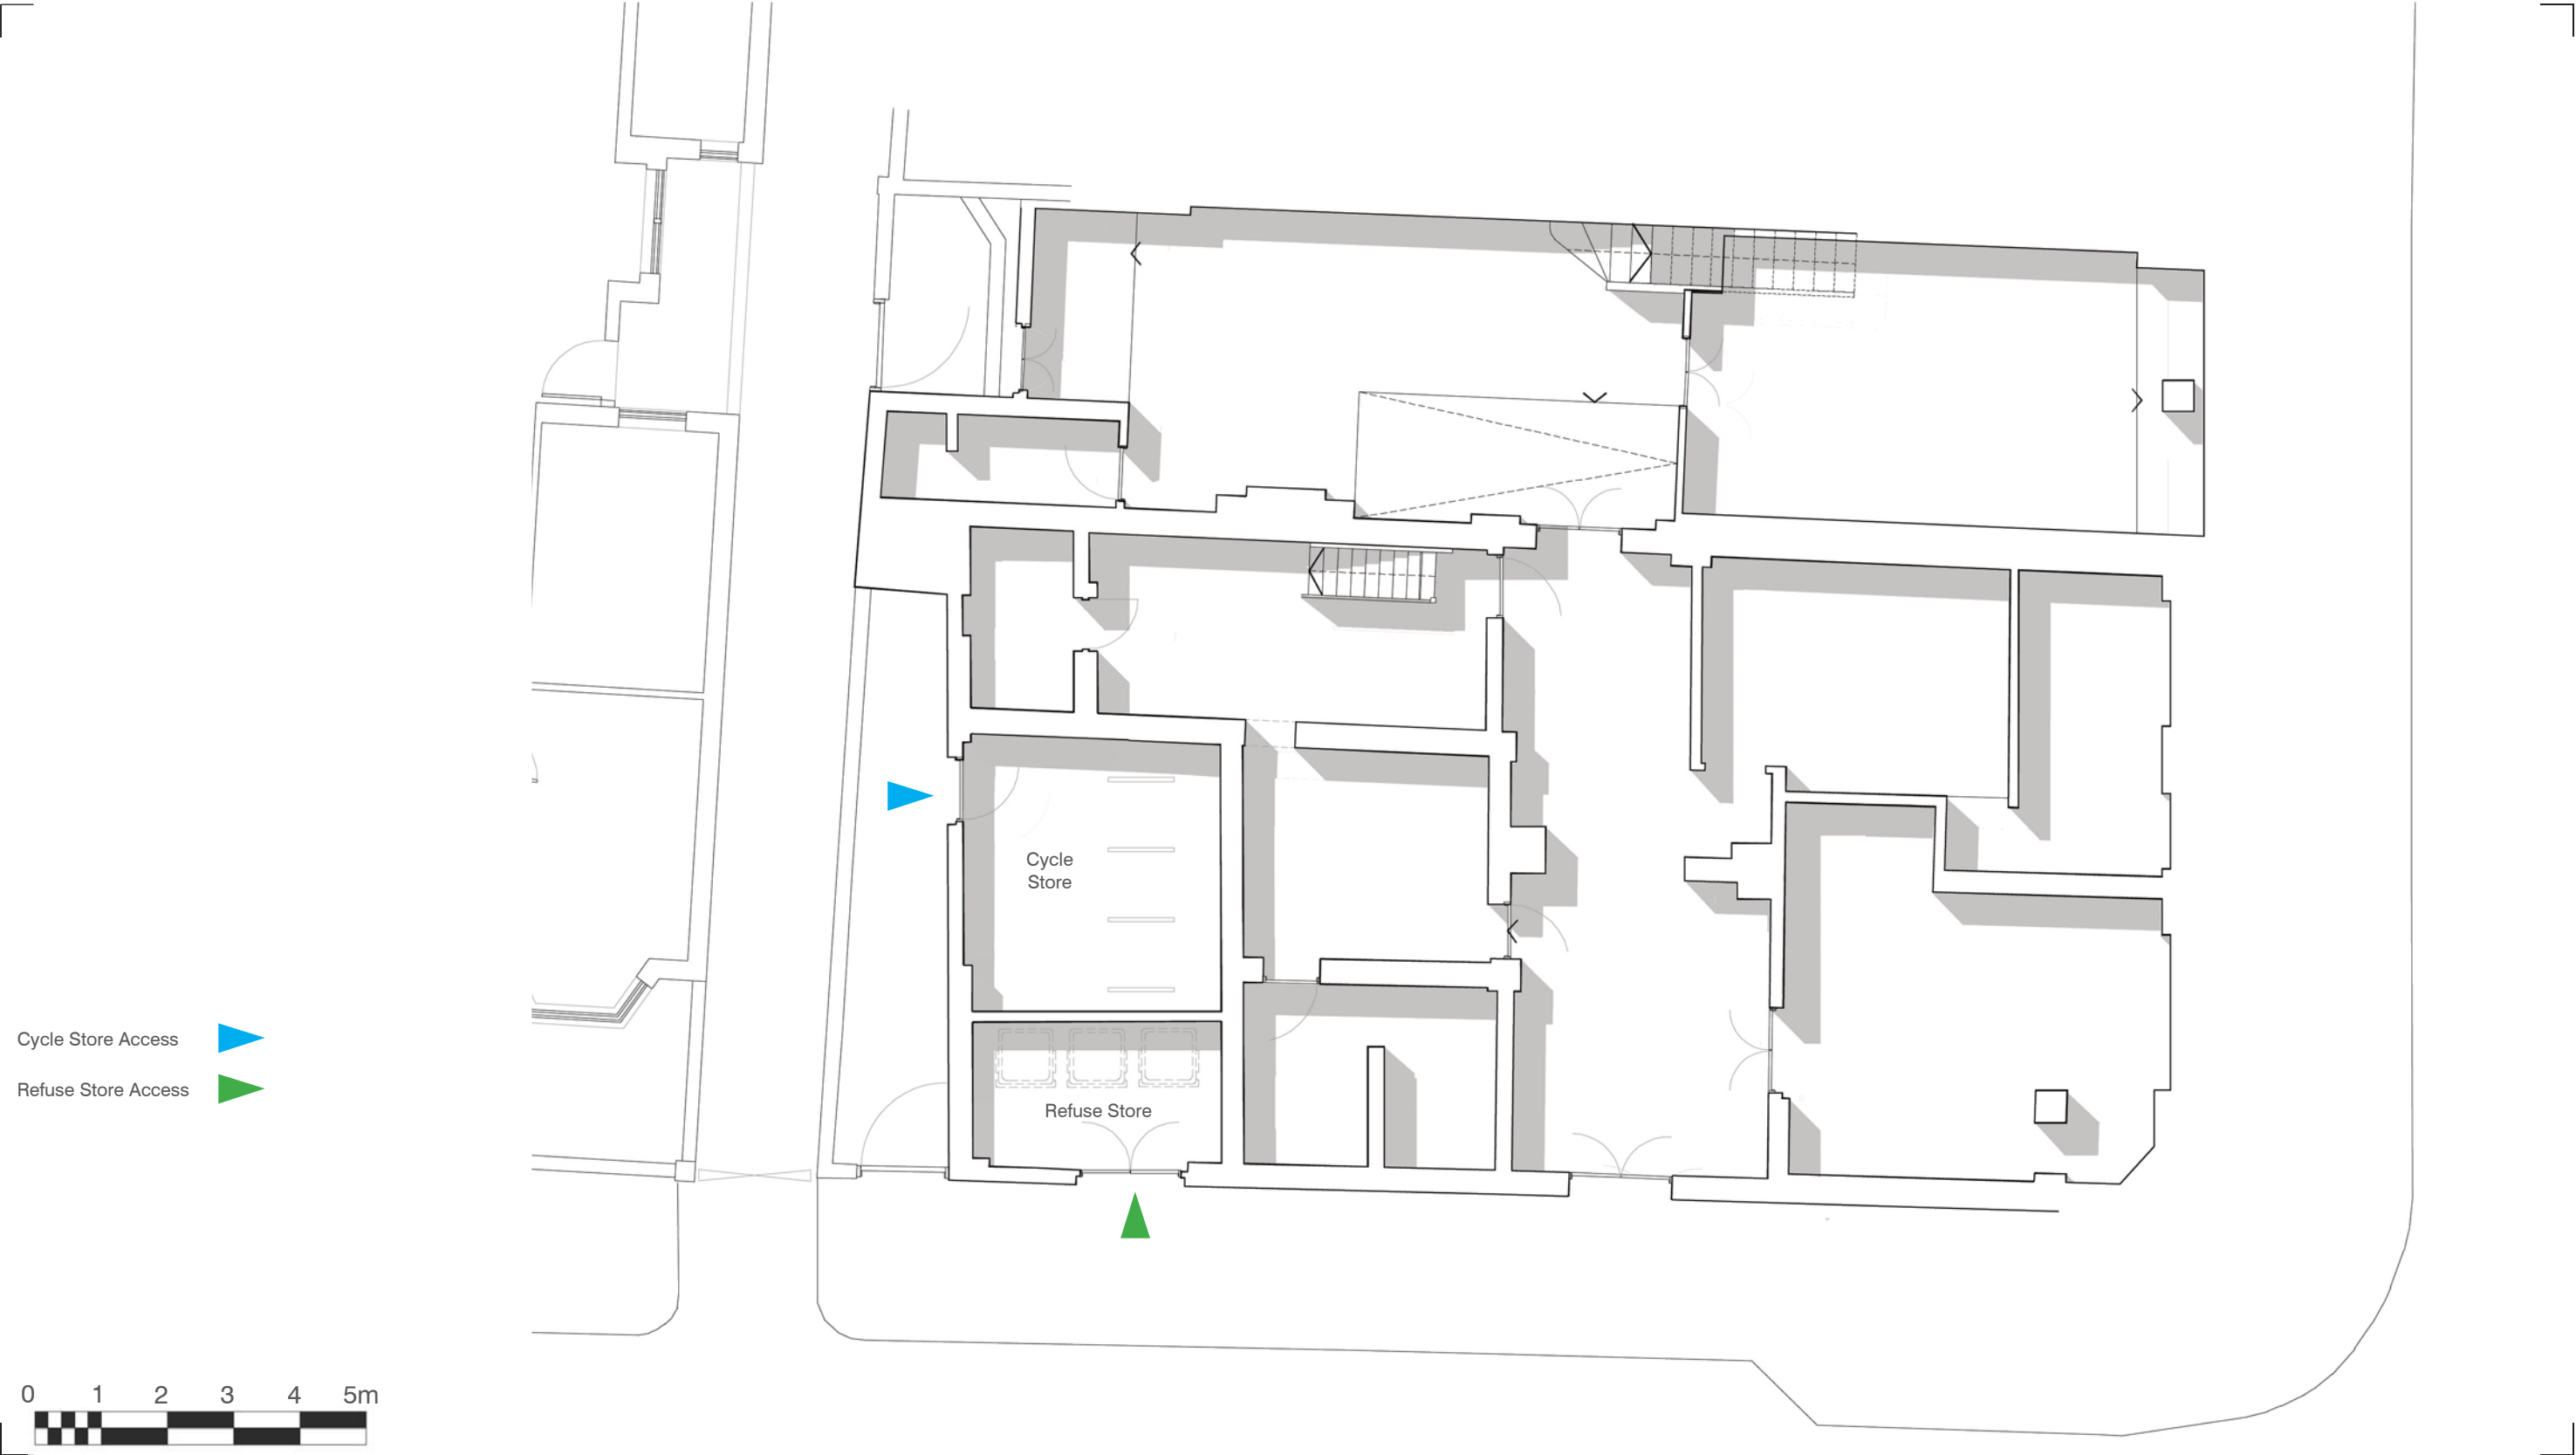 Cycle
Store
Refuse Store
Cycle Store Access
Refuse Store Access
0 1 2 3 4 5m